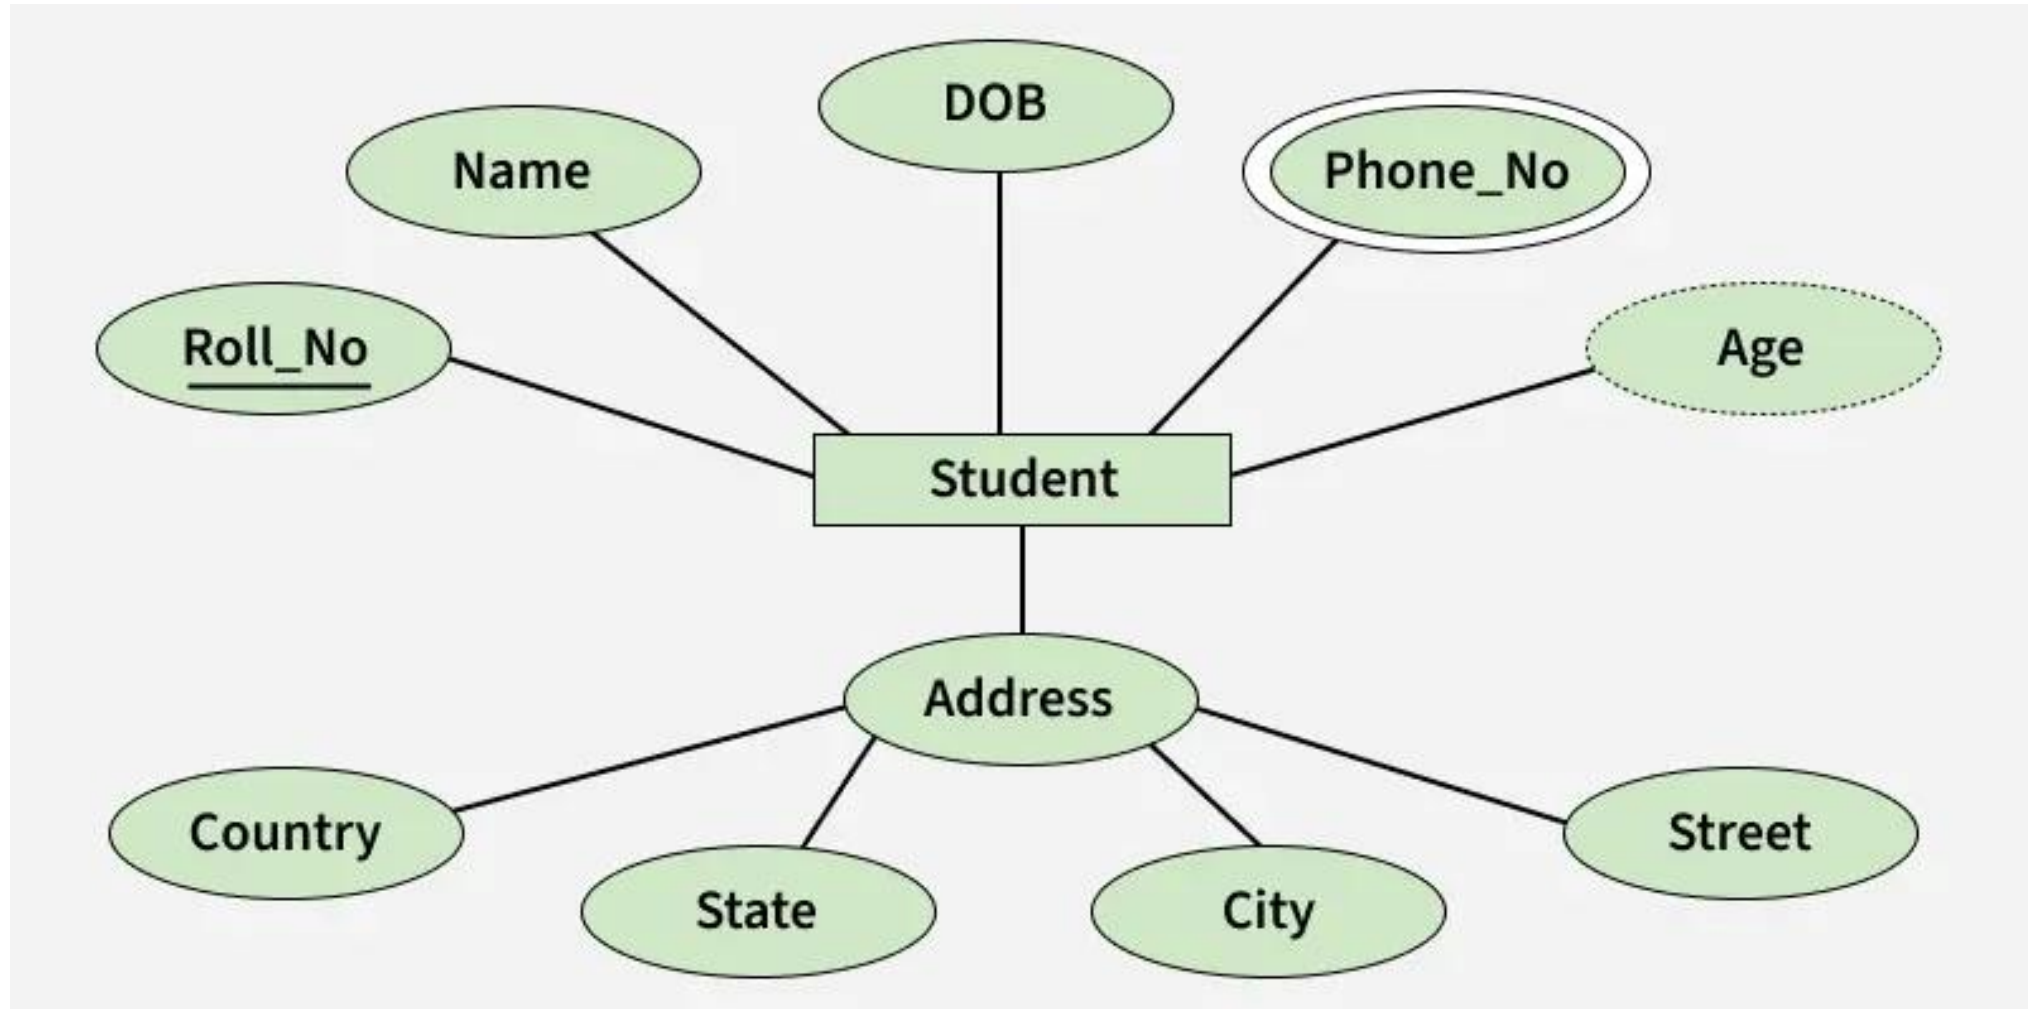 DOB
Name
Phone_No
Roll_No
Age
Student
Address
Country
Street
State
City